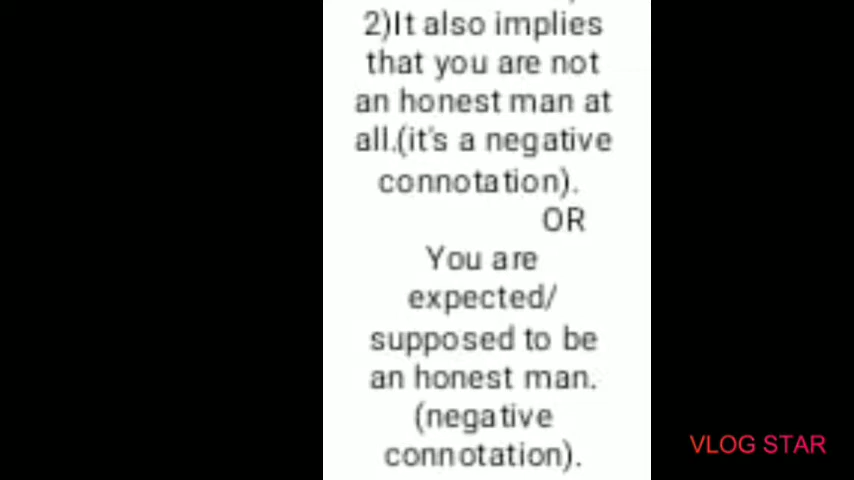 2)It also implies
that you are not
an honest man at
all.(it's a negative
connotation).
OR
You are
expected/
supposed to be
an honest man.
(negative
connotation).
VLOG STAR